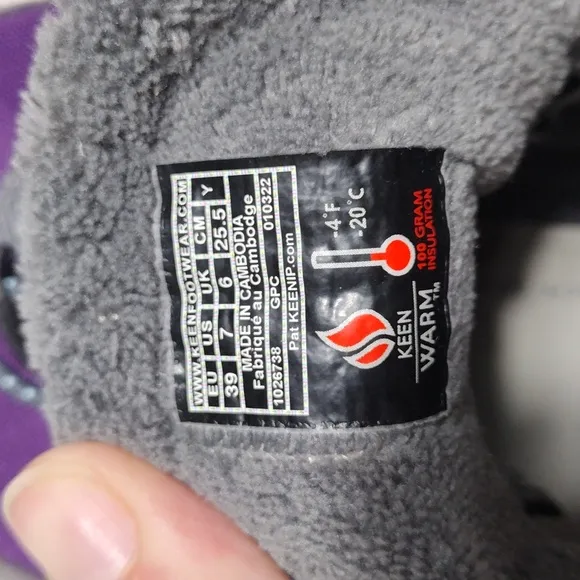 WWW.KEENFOOTWEAR.COM
EU US UK CM Y
39 7 6 25.5
MADE IN CAMBODIA
Fabriqué au Cambodge
1026738 GPC 010322
Pat KEENIP.com
-4°F
-20°C
100 GRAM
INSULATION
KEEN
WARM™